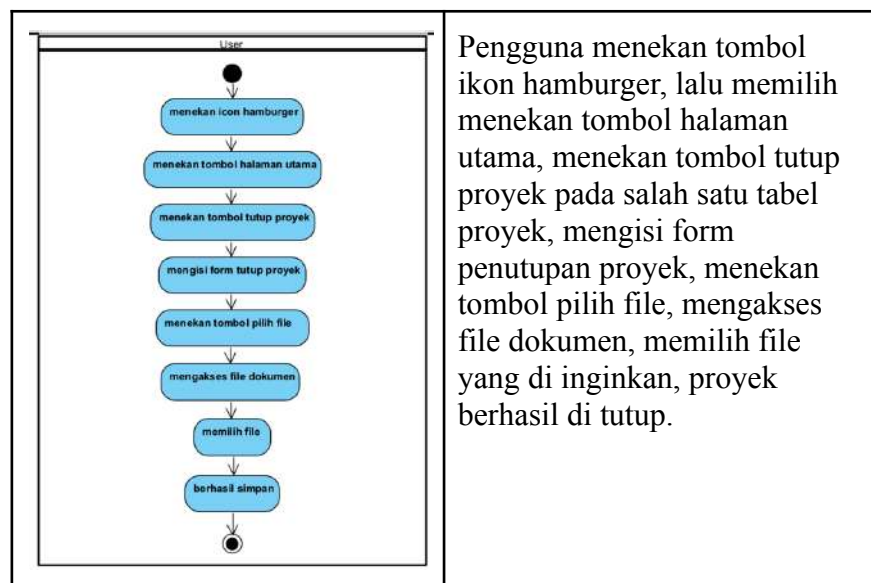 User
menekan icon hamburger
menekan tombol halaman utama
menekan tombol tutup proyek
mengisi form tutup proyek
menekan tombol pilih file
mengakses file dokumen
memilih file
berhasil simpan
Pengguna menekan tombol
ikon hamburger, lalu memilih
menekan tombol halaman
utama, menekan tombol tutup
proyek pada salah satu tabel
proyek, mengisi form
penutupan proyek, menekan
tombol pilih file, mengakses
file dokumen, memilih file
yang di inginkan, proyek
berhasil di tutup.